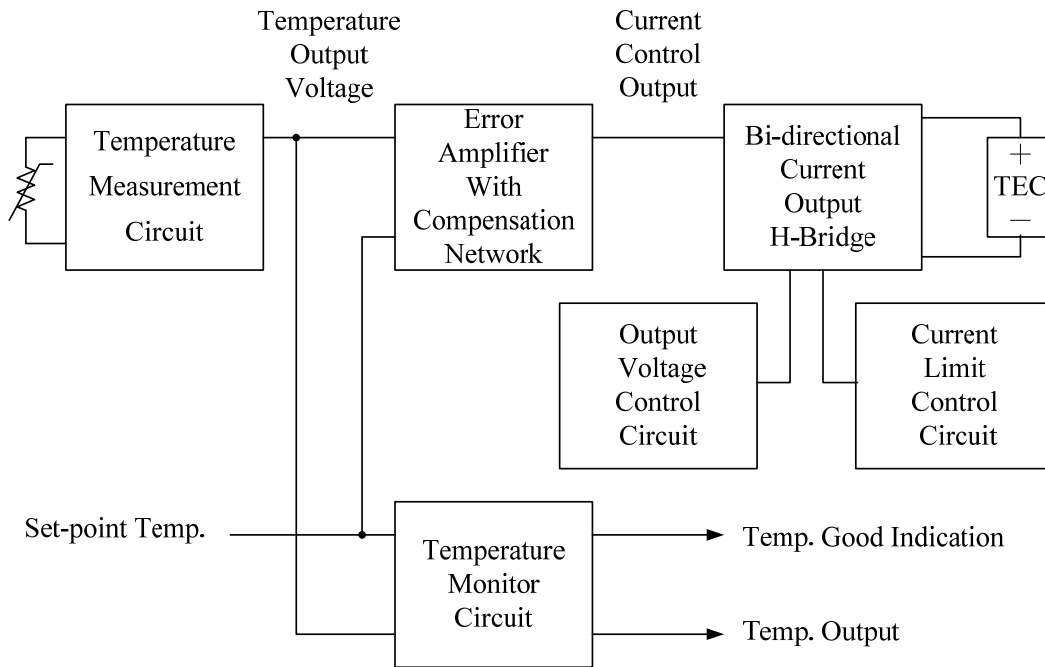 Temperature
Output
Voltage
Current
Control
Output
Temperature
Measurement
Circuit
Error
Amplifier
With
Compensation
Network
Bi-directional
Current
Output
H-Bridge
+
TEC
−
Output
Voltage
Control
Circuit
Current
Limit
Control
Circuit
Set-point Temp.
Temperature
Monitor
Circuit
Temp. Good Indication
Temp. Output